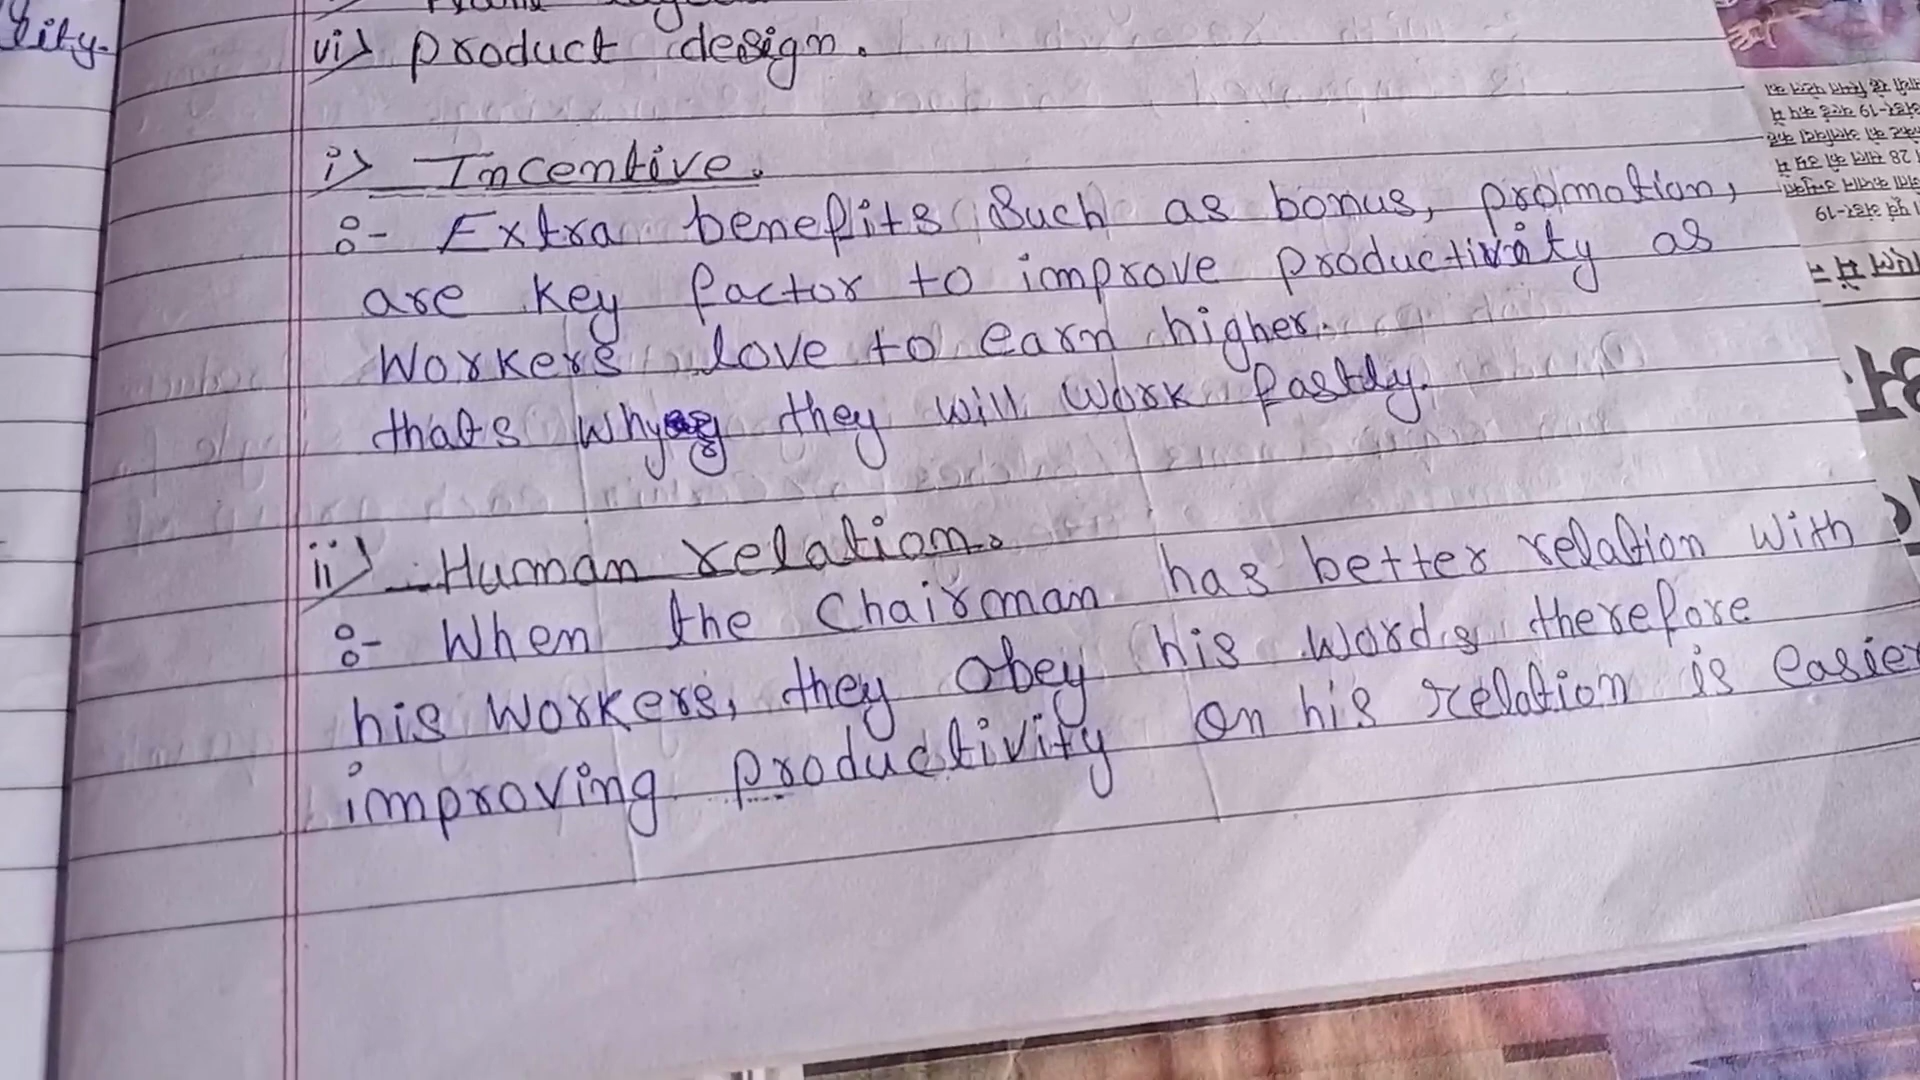 lity.
vi> product design.
i> Incentive.
:- Extra benefits Such as bonus, promotion,
are key factor to improve productivity as
Workers love to earn higher.
thats why they will work fastly.
ii> Human relation.
:- When the Chairman has better relation with
his workers, they obey his words therefore
improving productivity on his relation is easier